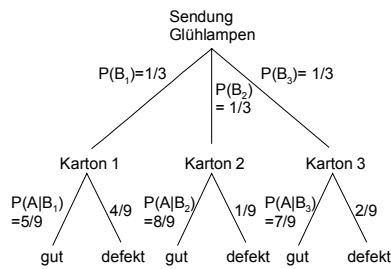 Sendung
Glühlampen
P(B₁)=1/3
P(B₂)
= 1/3
P(B₃)= 1/3
Karton 1
Karton 2
Karton 3
P(A|B₁)
=5/9
4/9
P(A|B₂)
=8/9
1/9
P(A|B₃)
=7/9
2/9
gut
defekt
gut
defekt
gut
defekt